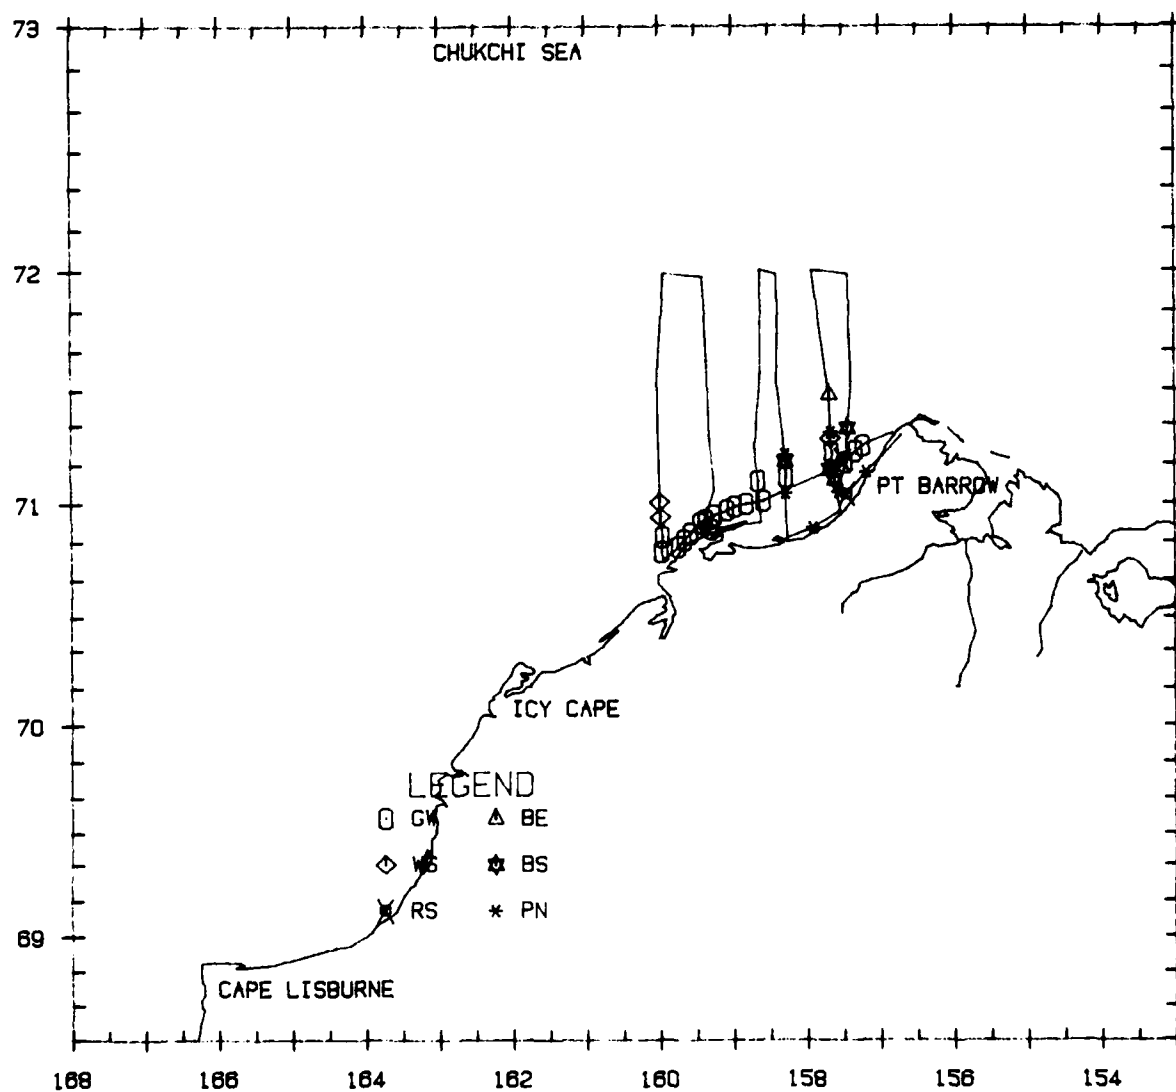 73
CHUKCHI SEA
72
71
PT BARROW
70
ICY CAPE
LEGEND
GW BE
WS BS
RS PN
69
CAPE LISBURNE
168 166 164 162 160 158 156 154